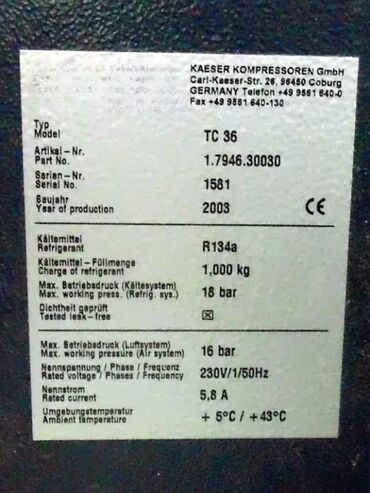 KAESER KOMPRESSOREN GmbH
Carl-Kaeser-Str. 26, 96450 Coburg
GERMANY Telefon +49 9561 640-0
Fax +49 9561 640-130
Typ
Model
TC 36
Artikel-Nr.
Part No.
1.7946.30030
Serien-Nr.
Serial No.
1581
Baujahr
Year of production
2003
CE
Kältemittel
Refrigerant
R134a
Kältemittel-Füllmenge
Charge of refrigerant
1,000 kg
Max. Betriebsdruck (Kältesystem)
Max. working press. (Refrig. sys.)
18 bar
Dichtheit geprüft
Tested leak-free
☒
Max. Betriebsdruck (Luftsystem)
Max. working pressure (Air system)
16 bar
Nennspannung / Phase / Frequenz
Rated voltage / Phases / Frequency
230V/1/50Hz
Nennstrom
Rated current
5,8 A
Umgebungstemperatur
Ambient temperature
+ 5°C / +43°C